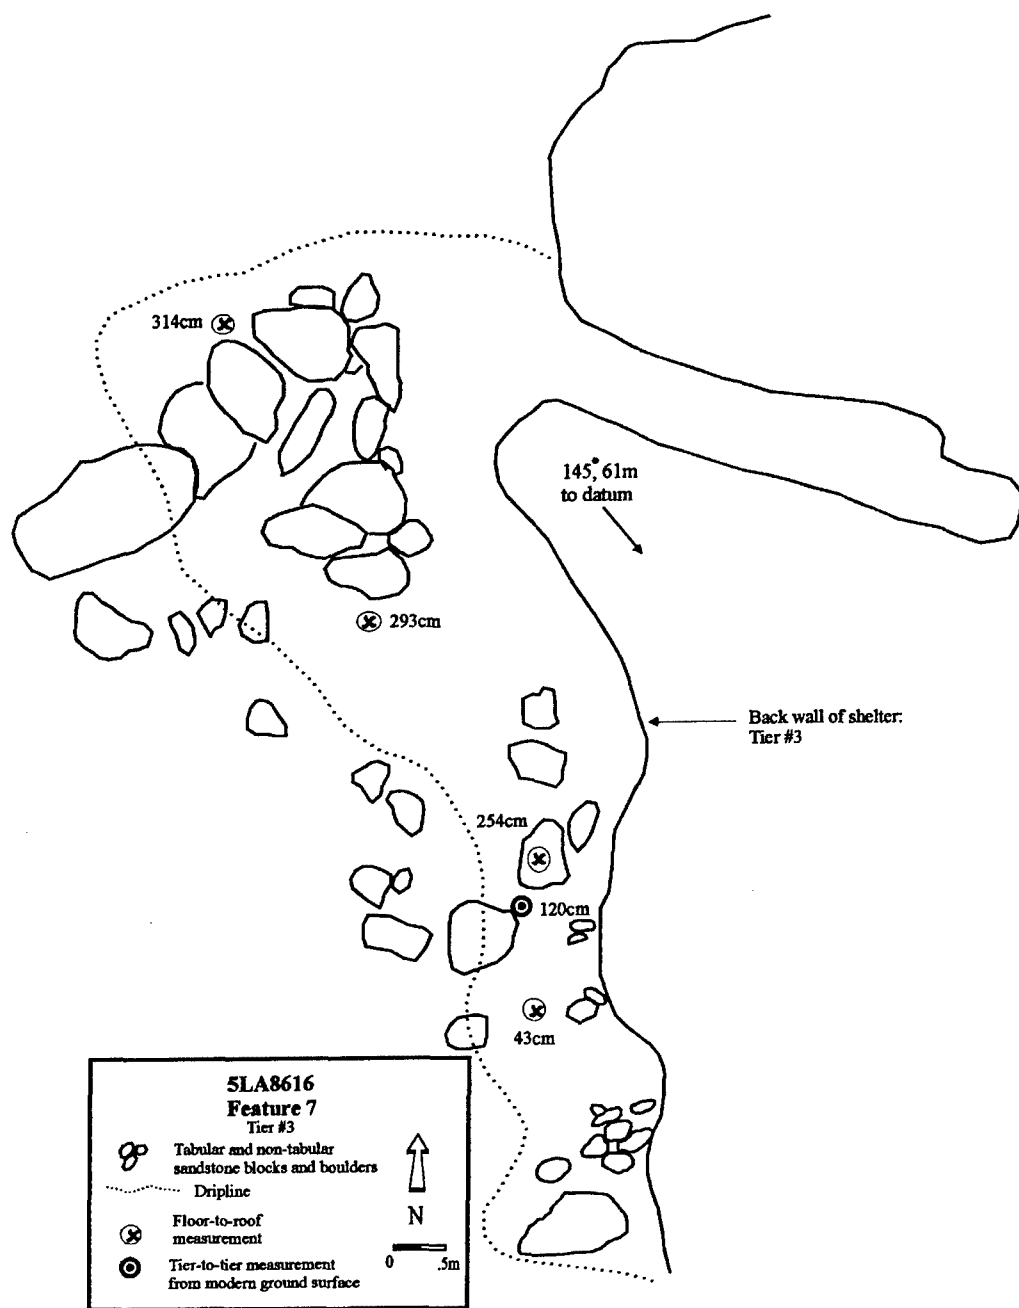 314cm
145°, 61m
to datum
293cm
Back wall of shelter:
Tier #3
254cm
120cm
43cm
5LA8616
Feature 7
Tier #3
Tabular and non-tabular
sandstone blocks and boulders
Dripline
Floor-to-roof
measurement
N
0 .5m
Tier-to-tier measurement
from modern ground surface